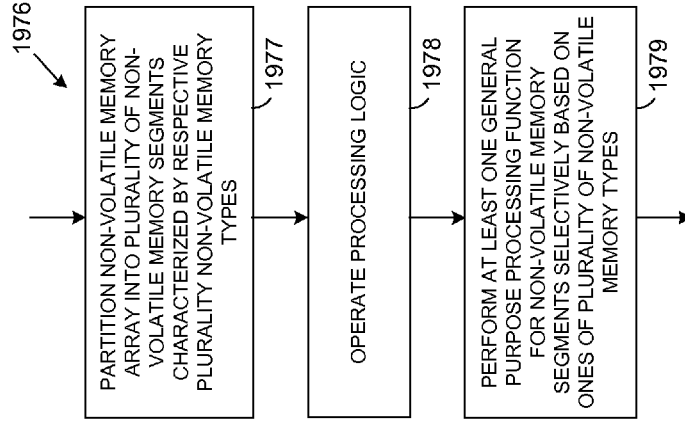 1976
PARTITION NON-VOLATILE MEMORY
ARRAY INTO PLURALITY OF NON-
VOLATILE MEMORY SEGMENTS
CHARACTERIZED BY RESPECTIVE
PLURALITY NON-VOLATILE MEMORY
TYPES
1977
OPERATE PROCESSING LOGIC
1978
PERFORM AT LEAST ONE GENERAL
PURPOSE PROCESSING FUNCTION
FOR NON-VOLATILE MEMORY
SEGMENTS SELECTIVELY BASED ON
ONES OF PLURALITY OF NON-VOLATILE
MEMORY TYPES
1979